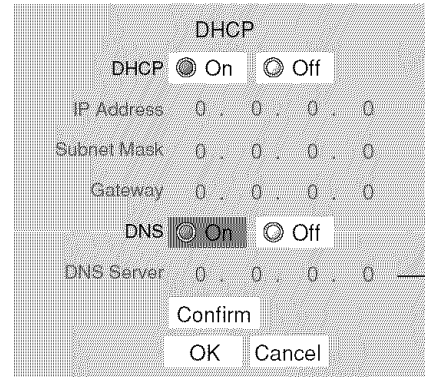 DHCP
DHCP On Off
IP Address 0 . 0 . 0 . 0
Subnet Mask 0 . 0 . 0 . 0
Gateway 0 . 0 . 0 . 0
DNS On Off
DNS Server 0 . 0 . 0 . 0
Confirm
OK Cancel